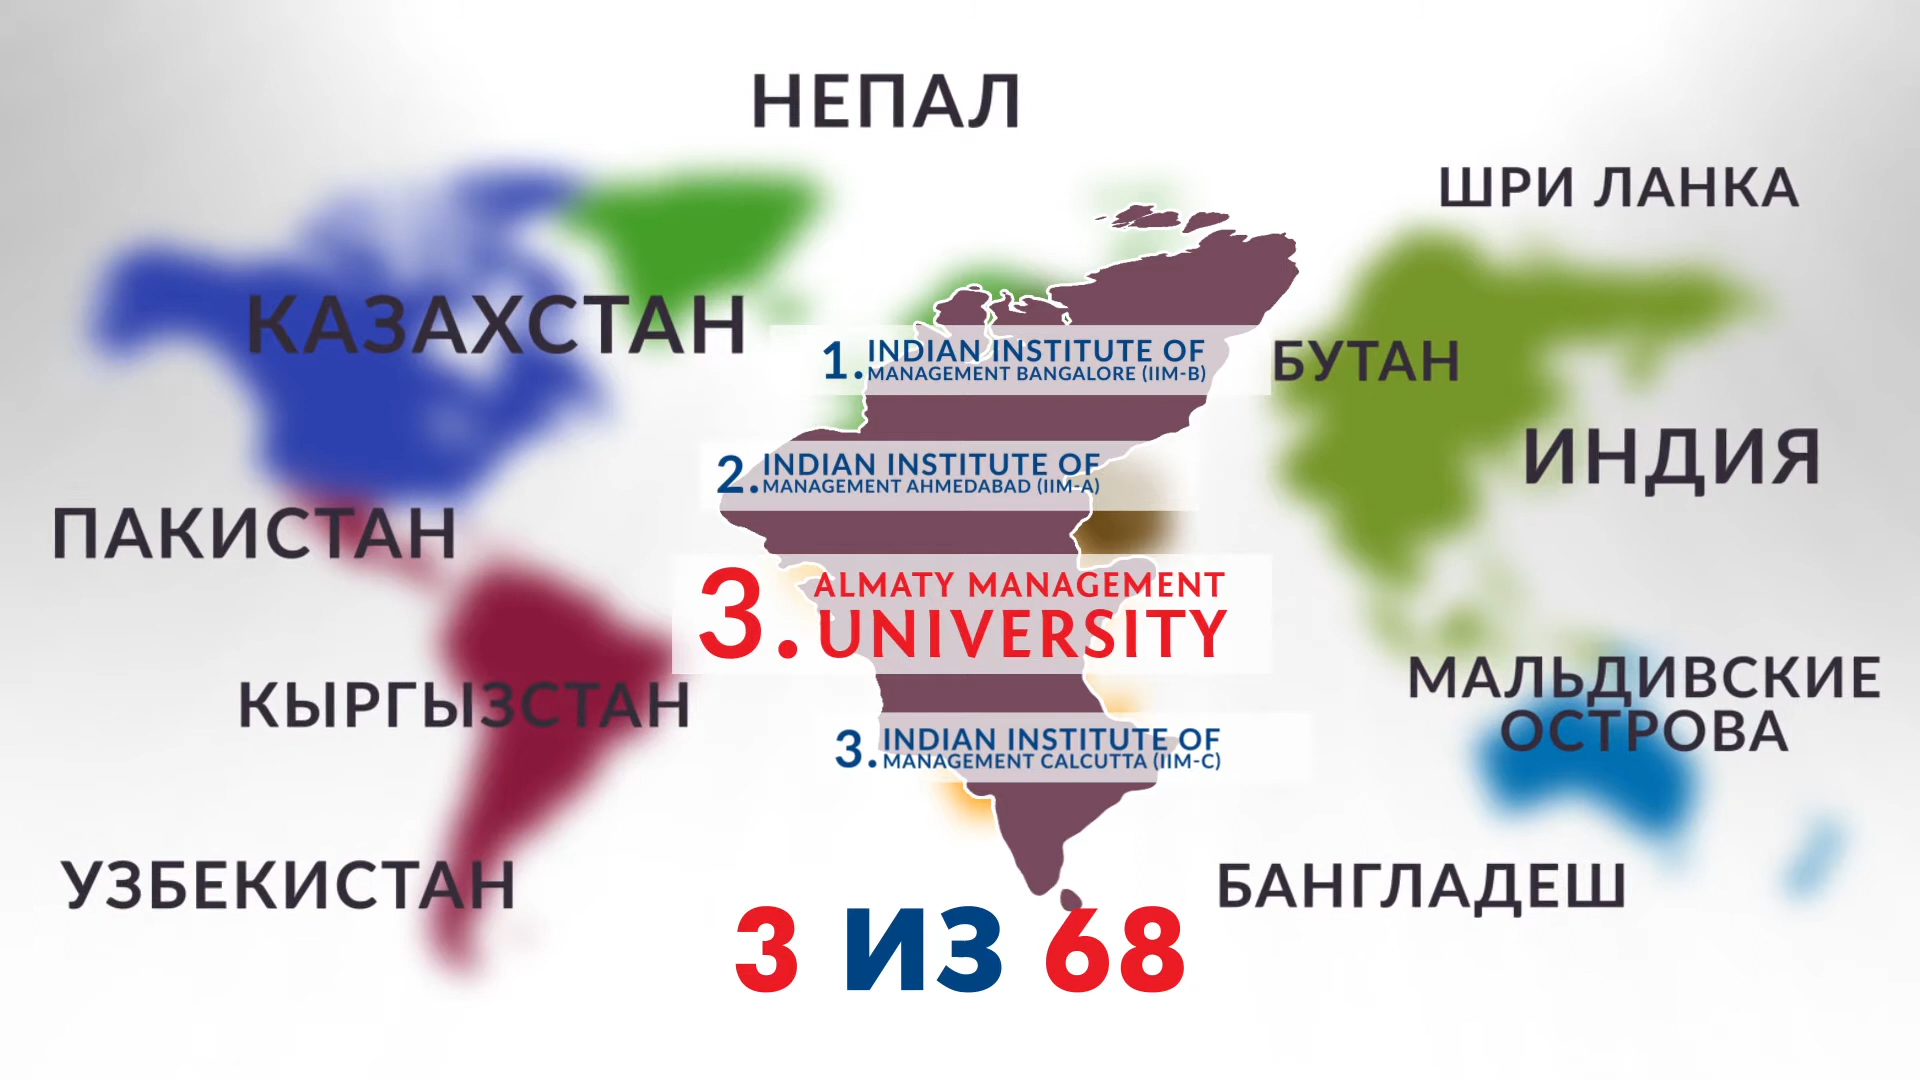 НЕПАЛ
ШРИ ЛАНКА
КАЗАХСТАН
1. INDIAN INSTITUTE OF
MANAGEMENT BANGALORE (IIM-B)
БУТАН
ИНДИЯ
2. INDIAN INSTITUTE OF
MANAGEMENT AHMEDABAD (IIM-A)
ПАКИСТАН
3. ALMATY MANAGEMENT
UNIVERSITY
МАЛЬДИВСКИЕ
ОСТРОВА
КЫРГЫЗСТАН
3. INDIAN INSTITUTE OF
MANAGEMENT CALCUTTA (IIM-C)
УЗБЕКИСТАН
БАНГЛАДЕШ
3 ИЗ 68